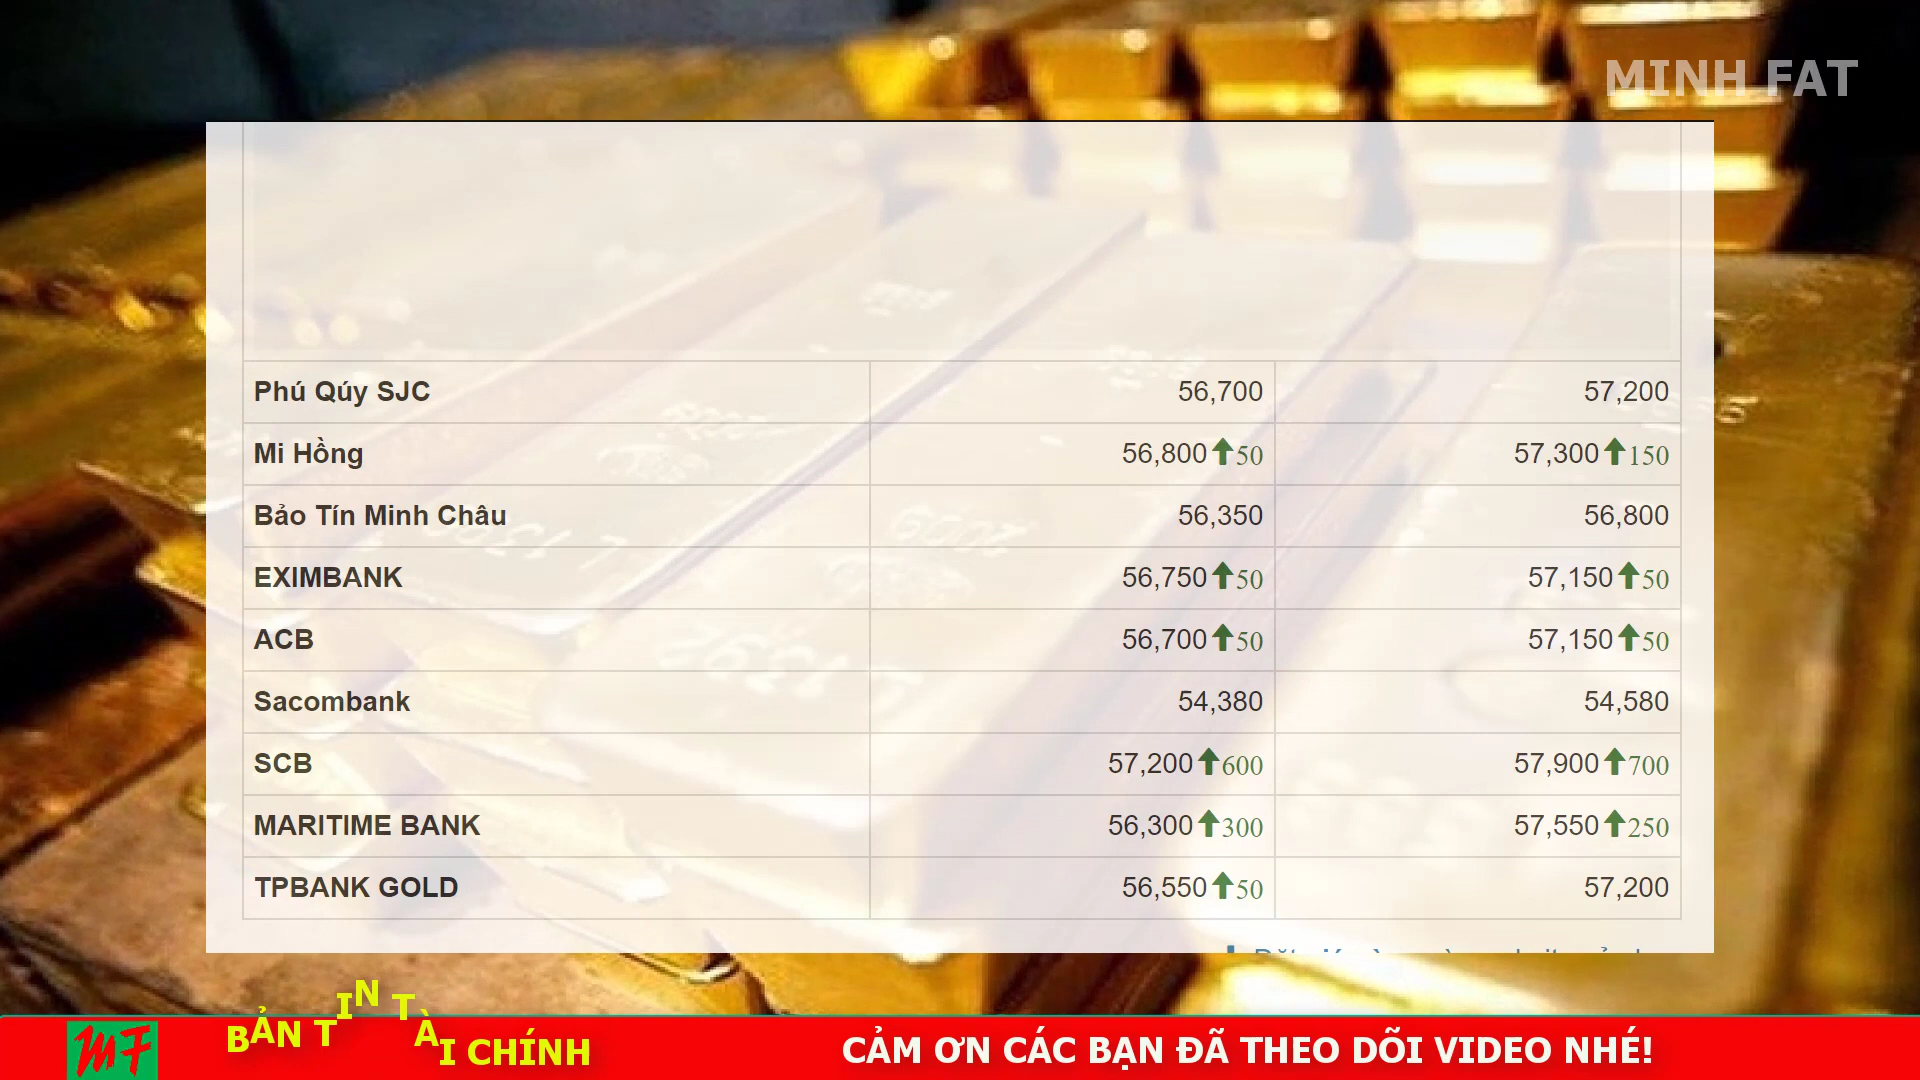 MINH FAT
Phú Qúy SJC 56,700 57,200
Mi Hồng 56,800 50 57,300 150
Bảo Tín Minh Châu 56,350 56,800
EXIMBANK 56,750 50 57,150 50
ACB 56,700 50 57,150 50
Sacombank 54,380 54,580
SCB 57,200 600 57,900 700
MARITIME BANK 56,300 300 57,550 250
TPBANK GOLD 56,550 50 57,200
MF BẢN TIN TÀI CHÍNH CẢM ƠN CÁC BẠN ĐÃ THEO DÕI VIDEO NHÉ!